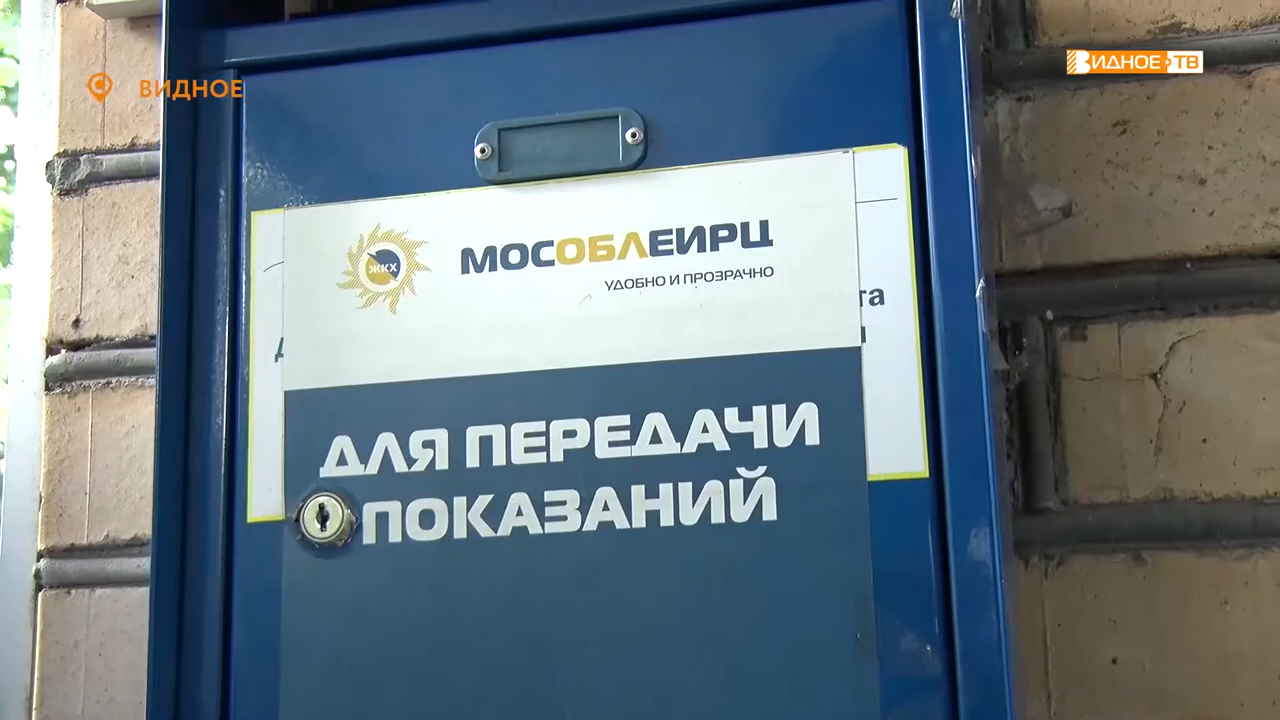 ВИДНОЕ
ВИДНОЕ ТВ
ЖКХ
МОСОБЛЕИРЦ
УДОБНО И ПРОЗРАЧНО
ДЛЯ ПЕРЕДАЧИ
ПОКАЗАНИЙ